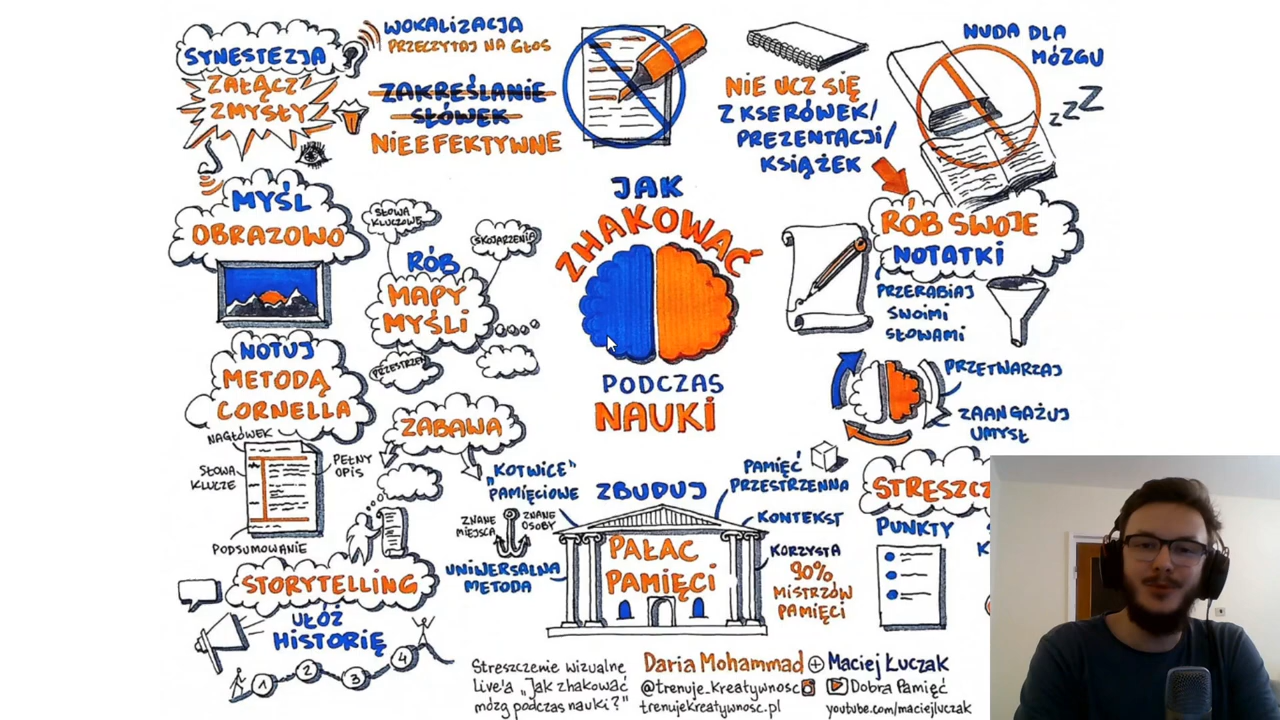 SYNESTEZJA
ZAŁĄCZ
ZMYSŁY
WOKALIZACJA
PRZECZYTAJ NA GŁOS
ZAKREŚLANIE
SŁÓWEK
NIEEFEKTYWNE
NIE UCZ SIĘ
Z KSERÓWEK/
PREZENTACJI/
KSIĄŻEK
NUDA DLA
MÓZGU
ZZZ
MYŚL
OBRAZOWO
SŁOWA
KLUCZOWE
SKOJARZENIA
RÓB
MAPY
MYŚLI
PRZESTRZEŃ
JAK
ZHAKOWAĆ
PODCZAS
NAUKI
RÓB SWOJE
NOTATKI
PRZERABIAJ
SWOIMI
SŁOWAMI
PRZETWARZAJ
ZAANGAŻUJ
UMYSŁ
NOTUJ
METODĄ
CORNELLA
NAGŁÓWEK
SŁOWA
KLUCZE
PEŁNY
OPIS
PODSUMOWANIE
ZABAWA
STORYTELLING
UŁÓŻ
HISTORIĘ
1 2 3 4
"KOTWICE"
PAMIĘCIOWE
ZNANE
MIEJSCA
ZNANE
OSOBY
UNIWERSALNA
METODA
ZBUDUJ
PAŁAC
PAMIĘCI
PAMIĘĆ
PRZESTRZENNA
KONTEKST
KORZYSTA
90%
MISTRZÓW
PAMIĘCI
STRESZCZ
PUNKTY
Streszczenie wizualne
Live'a „Jak zhakować
mózg podczas nauki?"
Daria Mohammad + Maciej Łuczak
@trenuje_kreatywnosc
Dobra Pamięć
trenujekreatywnosc.pl
youtube.com/maciejluczak